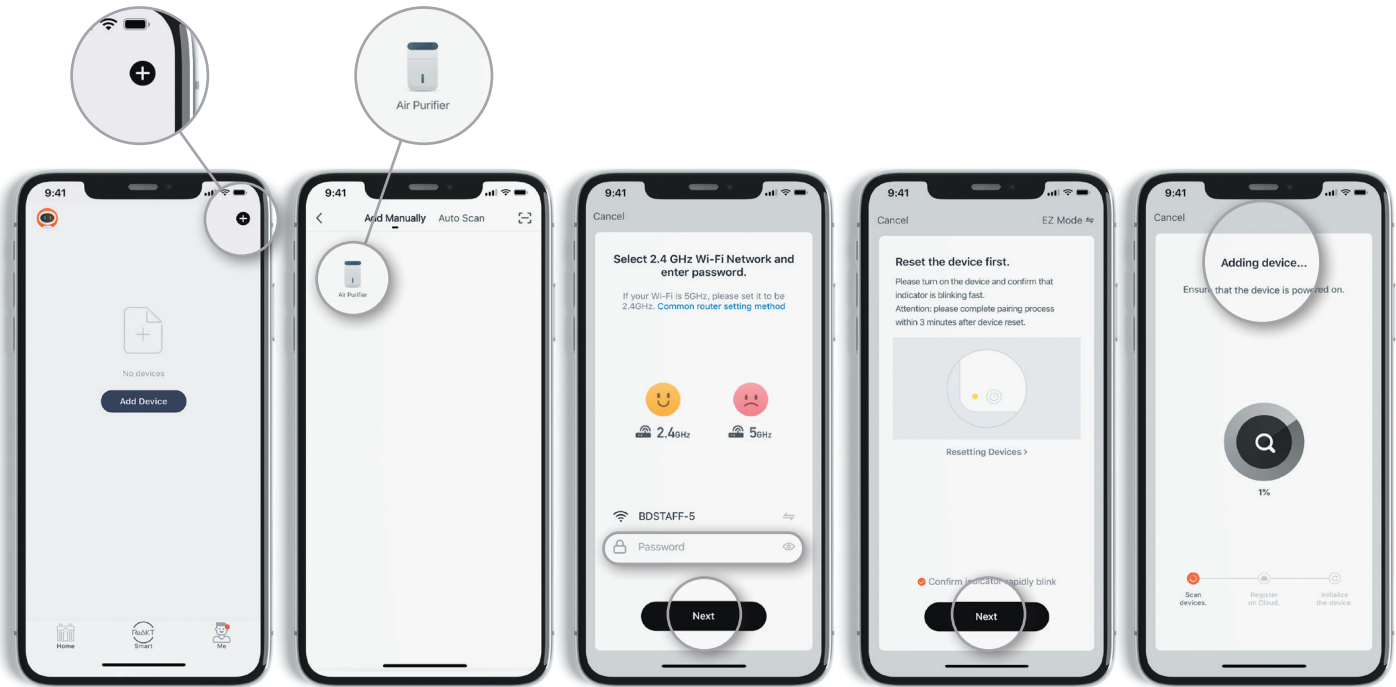 Air Purifier
9:41
No devices
Add Device
Home
ReAKT
Smart
Me
9:41
Add Manually Auto Scan
Air Purifier
9:41
Cancel
Select 2.4 GHz Wi-Fi Network and
enter password.
If your Wi-Fi is 5GHz, please set it to be
2.4GHz. Common router setting method
2.4GHz 5GHz
BDSTAFF-5
Password
Next
9:41
Cancel EZ Mode
Reset the device first.
Please turn on the device and confirm that
indicator is blinking fast.
Attention: please complete pairing process
within 3 minutes after device reset.
Resetting Devices >
Confirm indicator rapidly blink
Next
9:41
Cancel
Adding device...
Ensure that the device is powered on.
1%
Scan
devices.
Register
on Cloud.
Initialize
the device.